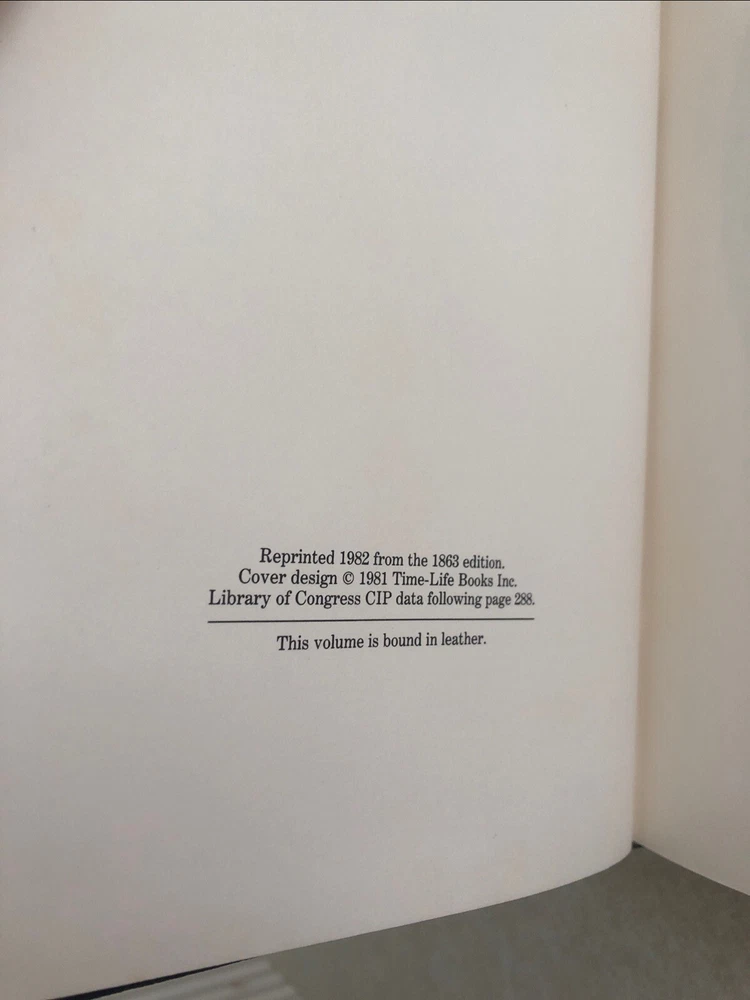 Reprinted 1982 from the 1863 edition.
Cover design © 1981 Time-Life Books Inc.
Library of Congress CIP data following page 288.
This volume is bound in leather.